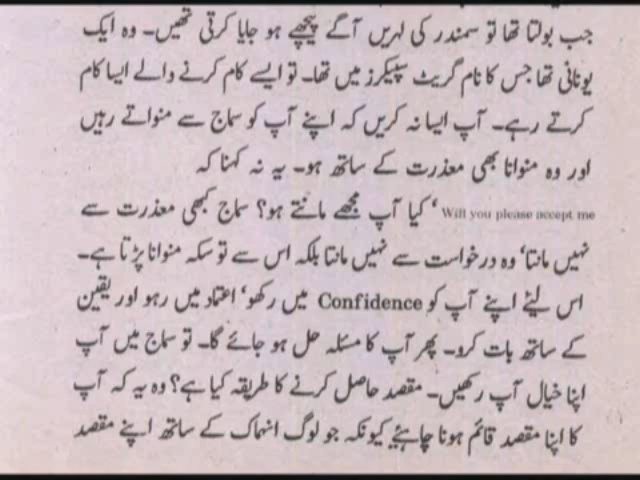 جب بولتا تھا تو سمندر کی لہریں آگے پیچھے ہو جایا کرتی تھیں۔ وہ ایک
یونانی تھا جس کا نام گریٹ سپیکرز میں تھا۔ تو ایسے کام کرنے والے ایسا کام
کرتے رہے۔ آپ ایسا نہ کریں کہ اپنے آپ کو سماج سے منواتے رہیں
اور وہ منوانا بھی معذرت کے ساتھ ہو۔ یہ نہ کہنا کہ
Will you please accept me ‘ کیا آپ مجھے مانتے ہو؟ سماج کبھی معذرت سے
نہیں مانتا‘ وہ درخواست سے نہیں مانتا بلکہ اس سے تو سکہ منوانا پڑتا ہے۔
اس لئے اپنے آپ کو Confidence میں رکھو‘ اعتماد میں رہو اور یقین
کے ساتھ بات کرو۔ پھر آپ کا مسئلہ حل ہو جائے گا۔ تو سماج میں آپ
اپنا خیال آپ رکھیں۔ مقصد حاصل کرنے کا طریقہ کیا ہے؟ وہ یہ کہ آپ
کا اپنا مقصد قائم ہونا چاہئیے کیونکہ جو لوگ انہماک کے ساتھ اپنے مقصد